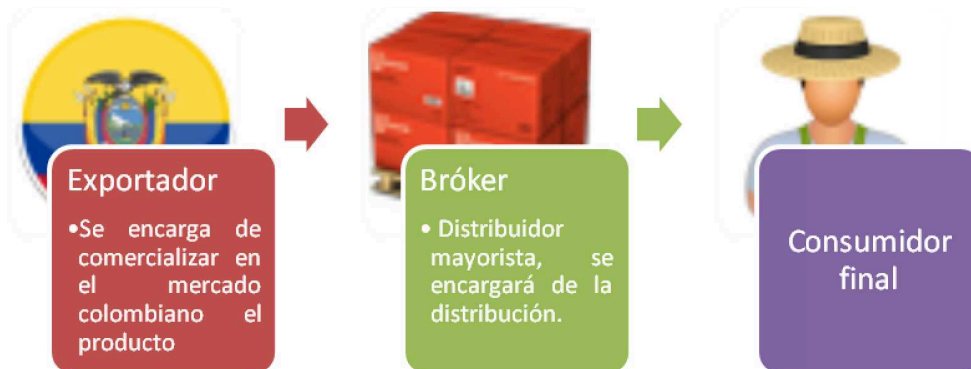 Exportador
•Se encarga de
comercializar en
el mercado
colombiano el
producto
Bróker
• Distribuidor
mayorista, se
encargará de la
distribución.
Consumidor
final